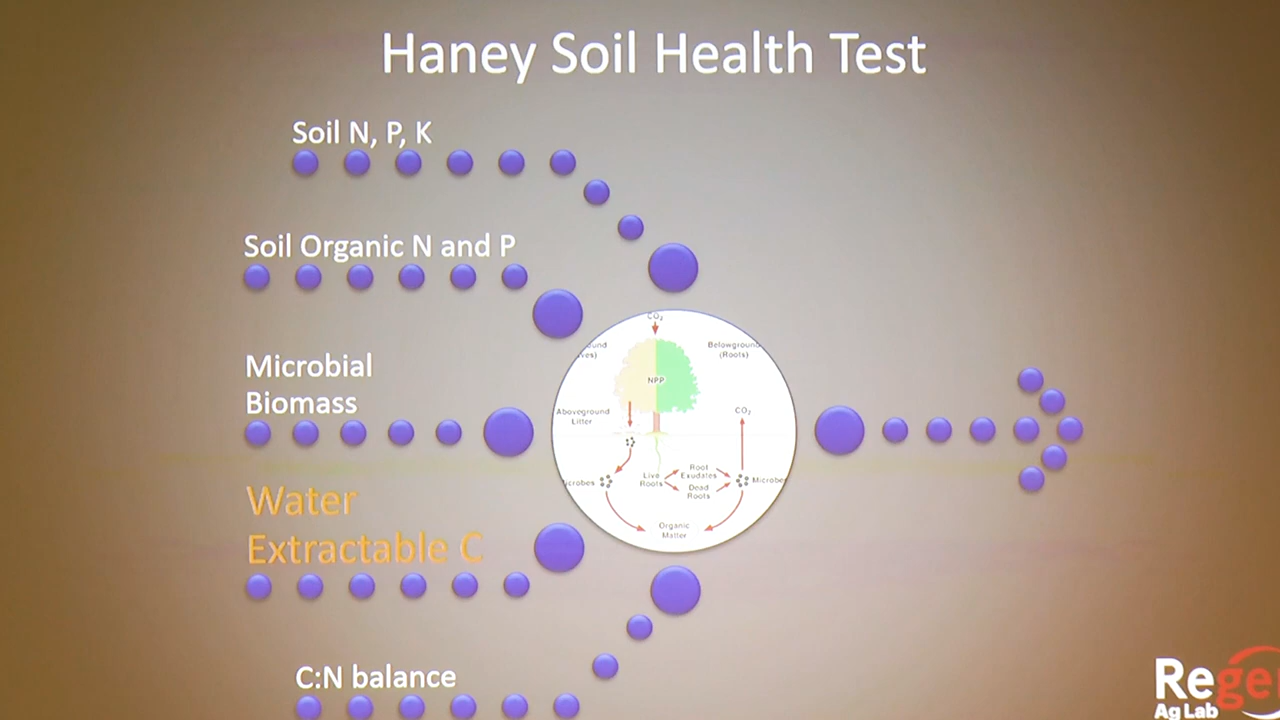 Haney Soil Health Test
Soil N, P, K
Soil Organic N and P
Microbial
Biomass
Water
Extractable C
C:N balance
CO₂
Belowground
(Roots)
NPP
Aboveground
Litter
CO₂
Live
Roots
Root
Exudates
Dead
Roots
Microbes
Organic
Matter
Rege
Ag Lab